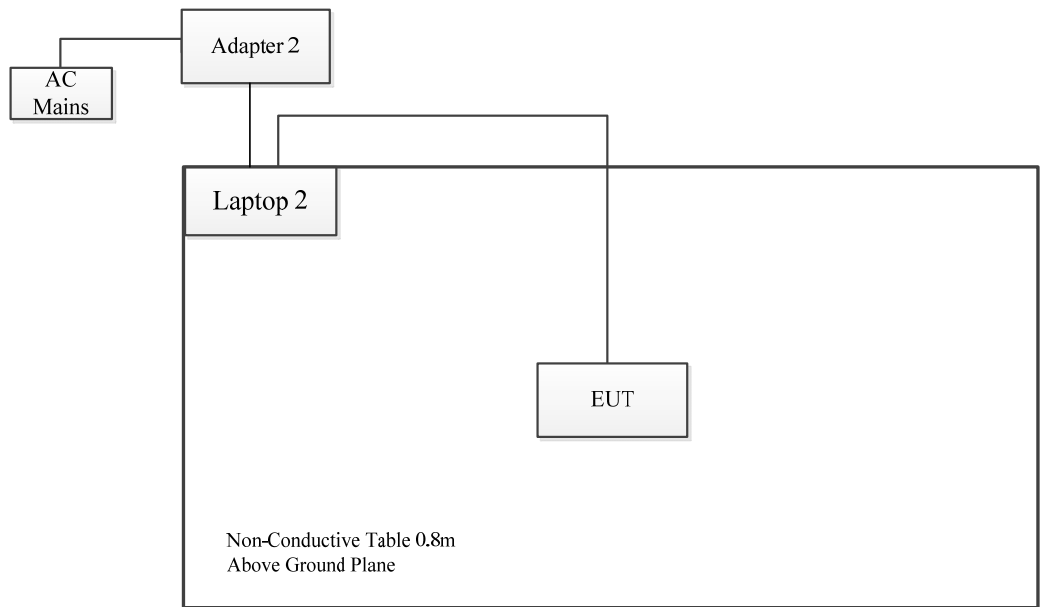 Adapter 2
AC
Mains
Laptop 2
EUT
Non-Conductive Table 0.8m
Above Ground Plane